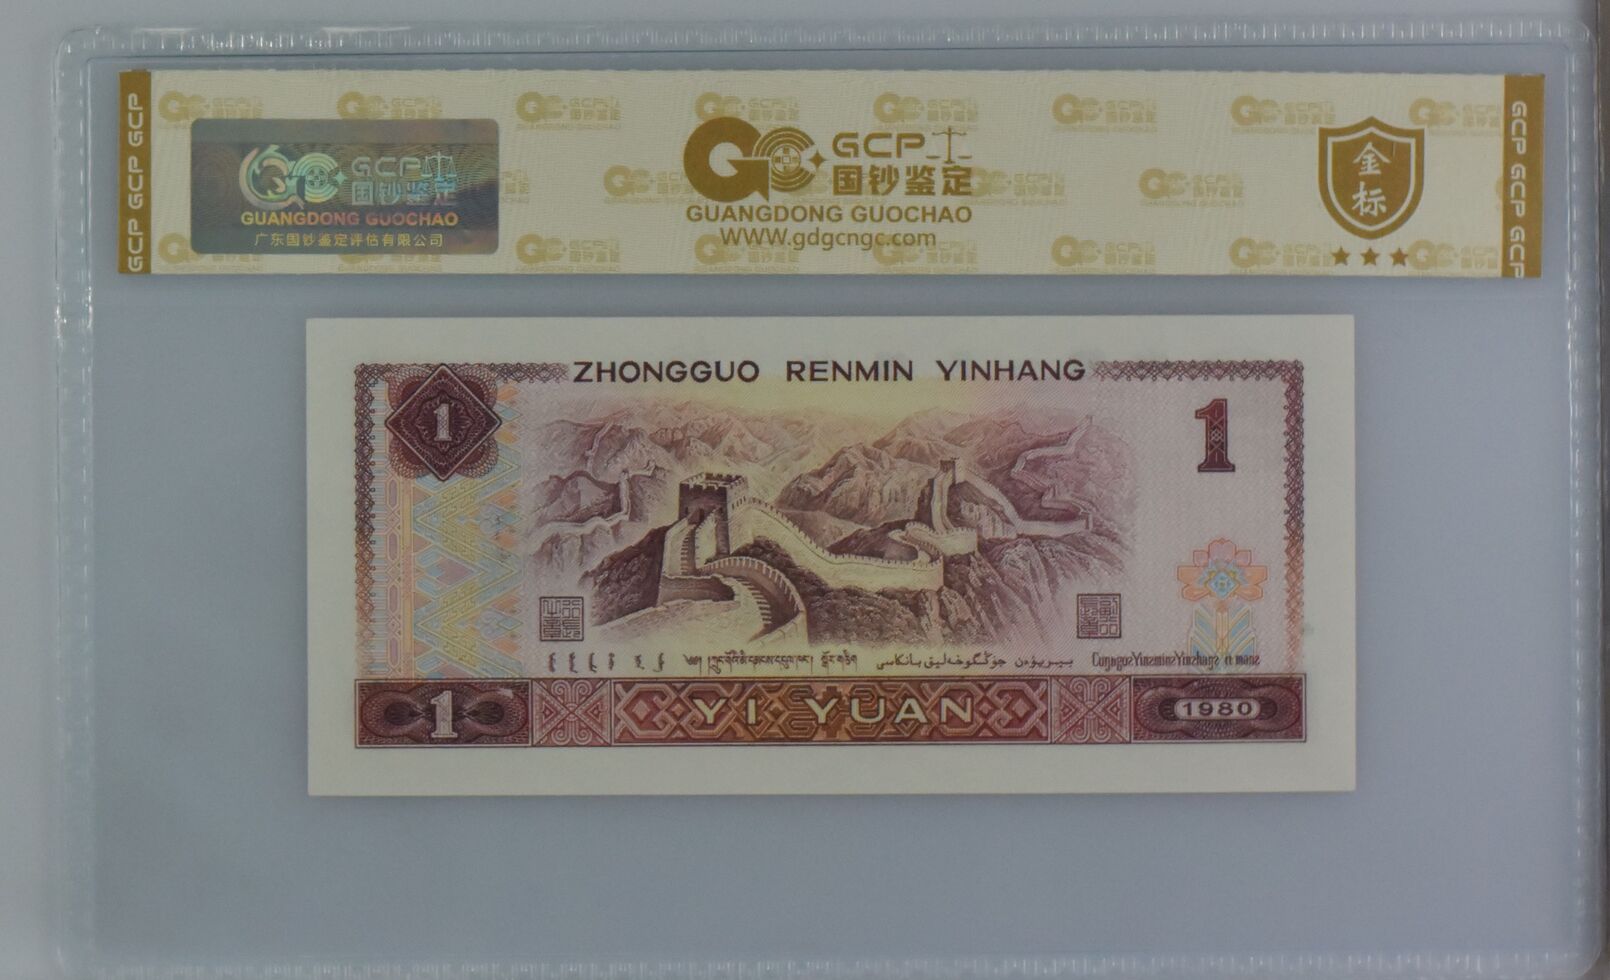 GCP GCP GCP
GCP
国钞鉴定
GUANGDONG GUOCHAO
广东国钞鉴定评估有限公司
GCP
国钞鉴定
GUANGDONG GUOCHAO
WWW.gdgcngc.com
金标
GCP GCP GCP
ZHONGGUO RENMIN YINHANG
1
1
1
YI YUAN
1980